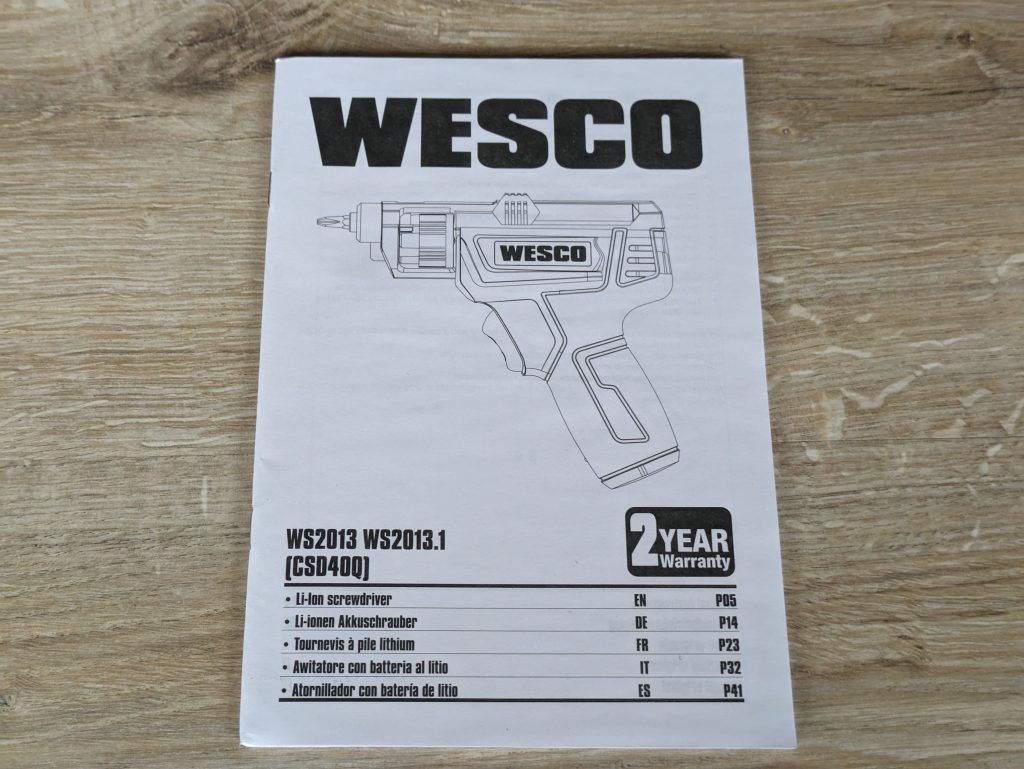 WESCO
WESCO
WS2013 WS2013.1
(CSD40Q)
2 YEAR
Warranty
• Li-Ion screwdriver EN P05
• Li-ionen Akkuschrauber DE P14
• Tournevis à pile lithium FR P23
• Awitatore con batteria al litio IT P32
• Atornillador con batería de litio ES P41